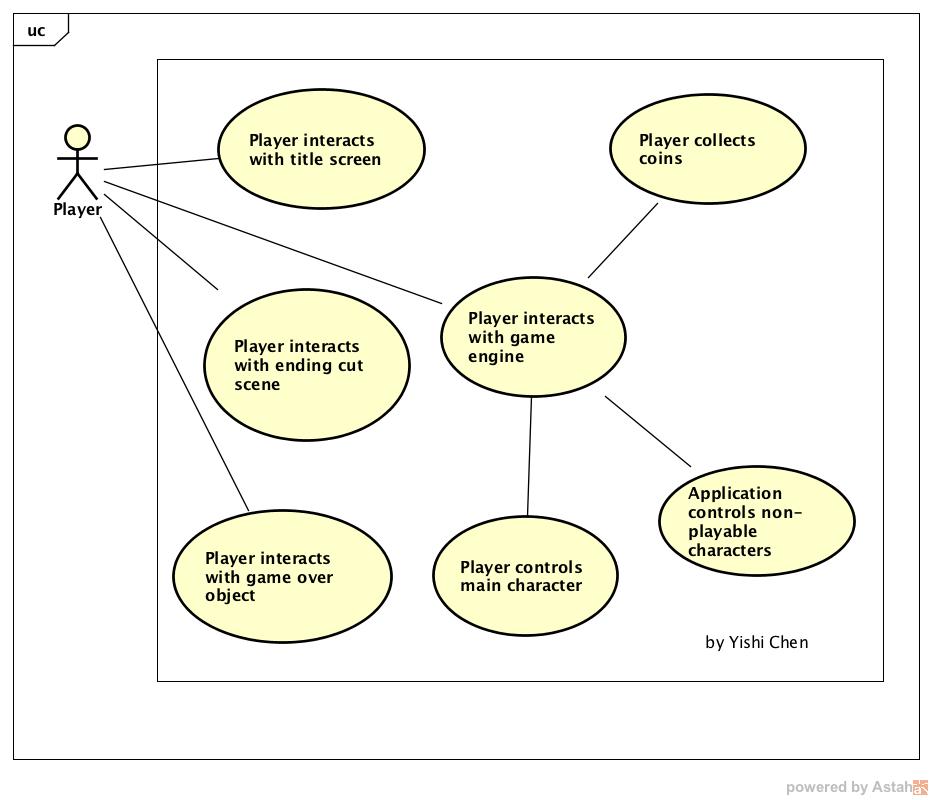 uc
Player interacts
with title screen
Player collects
coins
Player
Player interacts
with game
engine
Player interacts
with ending cut
scene
Application
controls non-
playable
characters
Player interacts
with game over
object
Player controls
main character
by Yishi Chen
powered by Astah